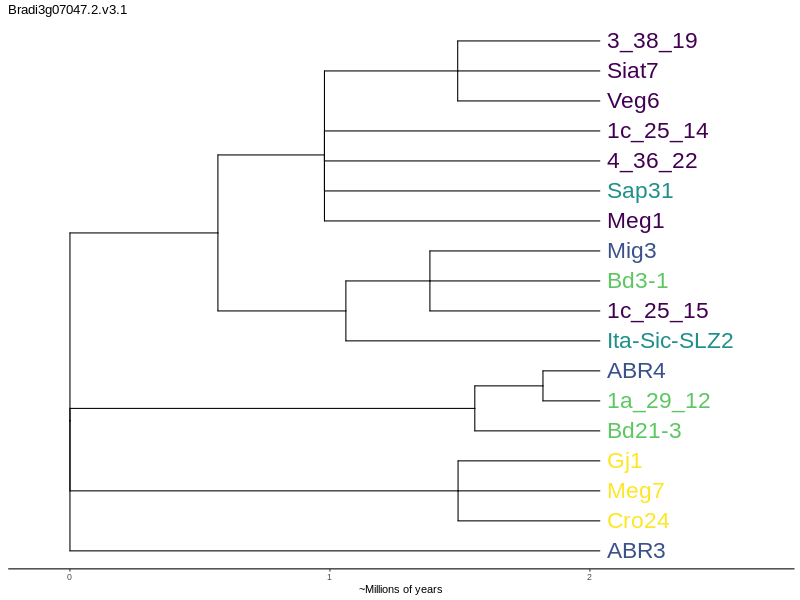 Bradi3g07047.2.v3.1
3_38_19
Siat7
Veg6
1c_25_14
4_36_22
Sap31
Meg1
Mig3
Bd3-1
1c_25_15
Ita-Sic-SLZ2
ABR4
1a_29_12
Bd21-3
Gj1
Meg7
Cro24
ABR3
0 1 2
~Millions of years